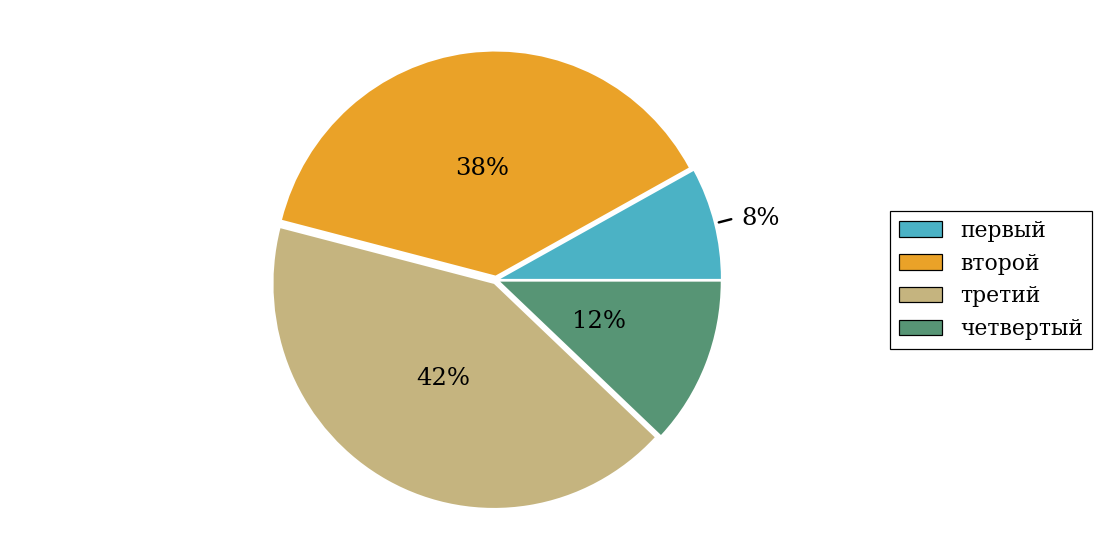 38%
8%
12%
42%
первый
второй
третий
четвертый